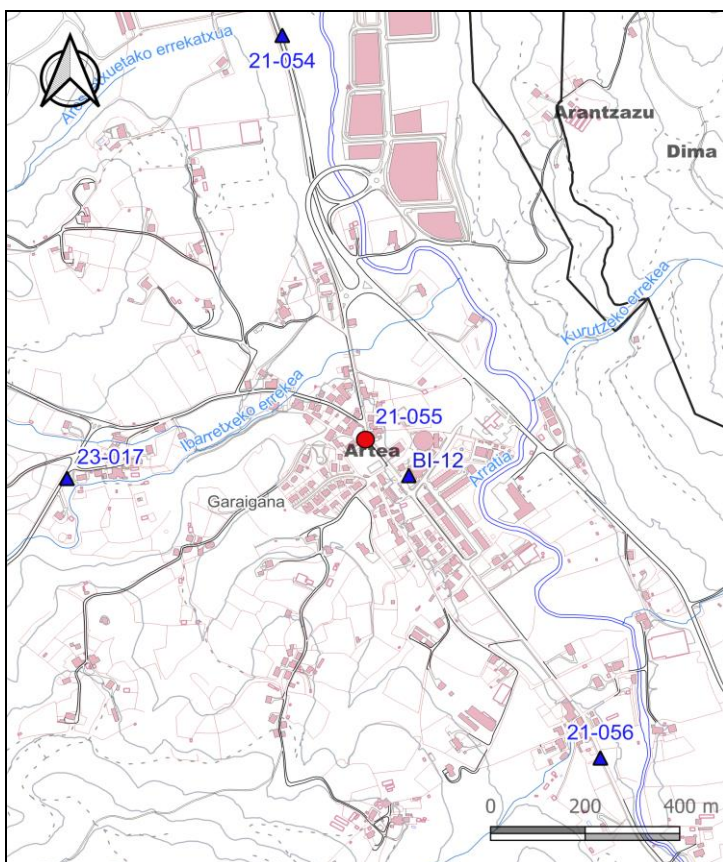 21-054
Arantzazu
Dima
Kurutzeko errekea
Ibarretxeko errekea
21-055
Artea
BI-12
23-017
Arratia
Garaigana
21-056
0 200 400 m